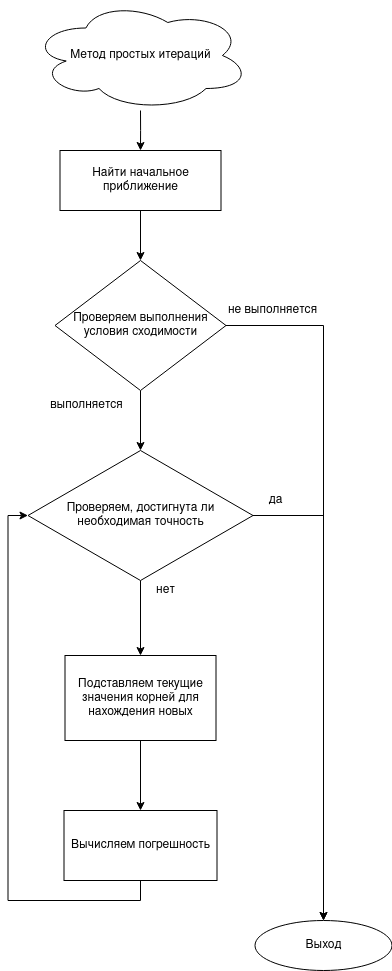 Метод простых итераций
Найти начальное
приближение
Проверяем выполнения
условия сходимости
не выполняется
выполняется
Проверяем, достигнута ли
необходимая точность
да
нет
Подставляем текущие
значения корней для
нахождения новых
Вычисляем погрешность
Выход